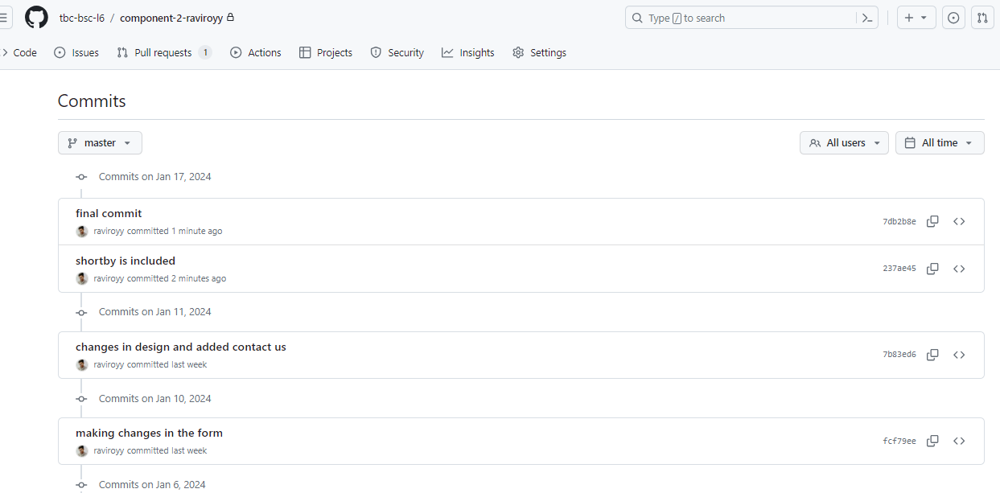 tbc-bsc-l6 / component-2-raviroyy
Type / to search
Code Issues Pull requests 1 Actions Projects Security Insights Settings
Commits
master All users All time
Commits on Jan 17, 2024
final commit
raviroyy committed 1 minute ago
7db2b8e
shortby is included
raviroyy committed 2 minutes ago
237ae45
Commits on Jan 11, 2024
changes in design and added contact us
raviroyy committed last week
7b83ed6
Commits on Jan 10, 2024
making changes in the form
raviroyy committed last week
fcf79ee
Commits on Jan 6, 2024